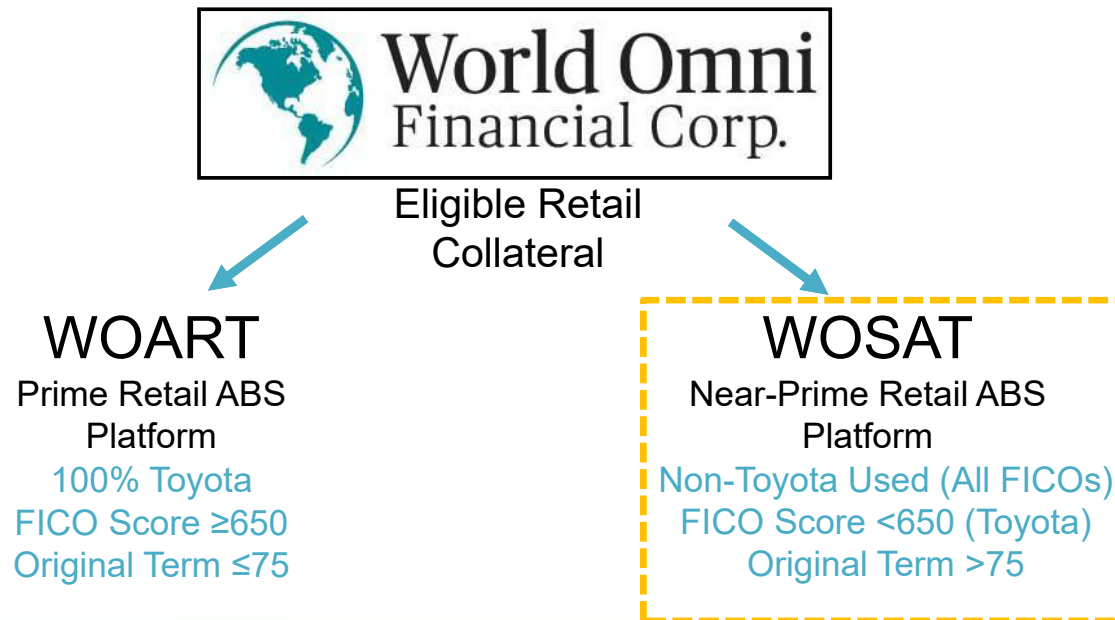 World Omni
Financial Corp.
Eligible Retail
Collateral
WOART
Prime Retail ABS
Platform
100% Toyota
FICO Score ≥650
Original Term ≤75
WOSAT
Near-Prime Retail ABS
Platform
Non-Toyota Used (All FICOs)
FICO Score <650 (Toyota)
Original Term >75